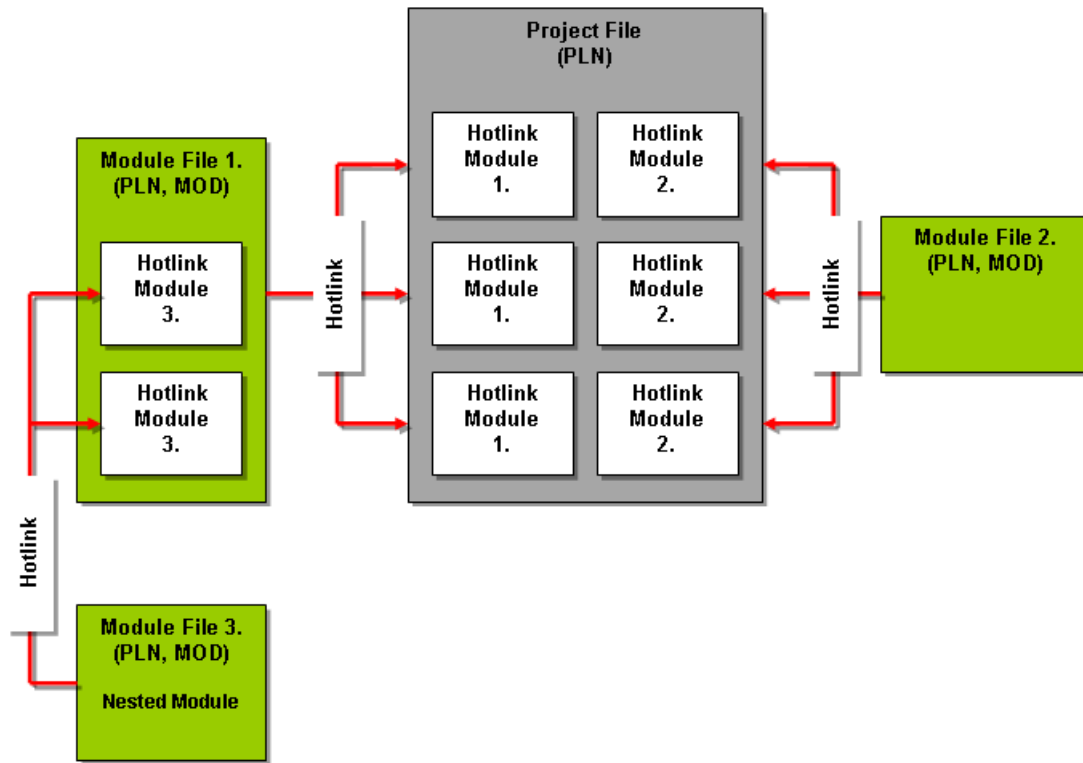 Project File
(PLN)
Hotlink
Module
1.
Hotlink
Module
2.
Hotlink
Module
1.
Hotlink
Module
2.
Hotlink
Module
1.
Hotlink
Module
2.
Module File 1.
(PLN, MOD)
Hotlink
Module
3.
Hotlink
Module
3.
Hotlink
Hotlink
Module File 2.
(PLN, MOD)
Hotlink
Module File 3.
(PLN, MOD)
Nested Module